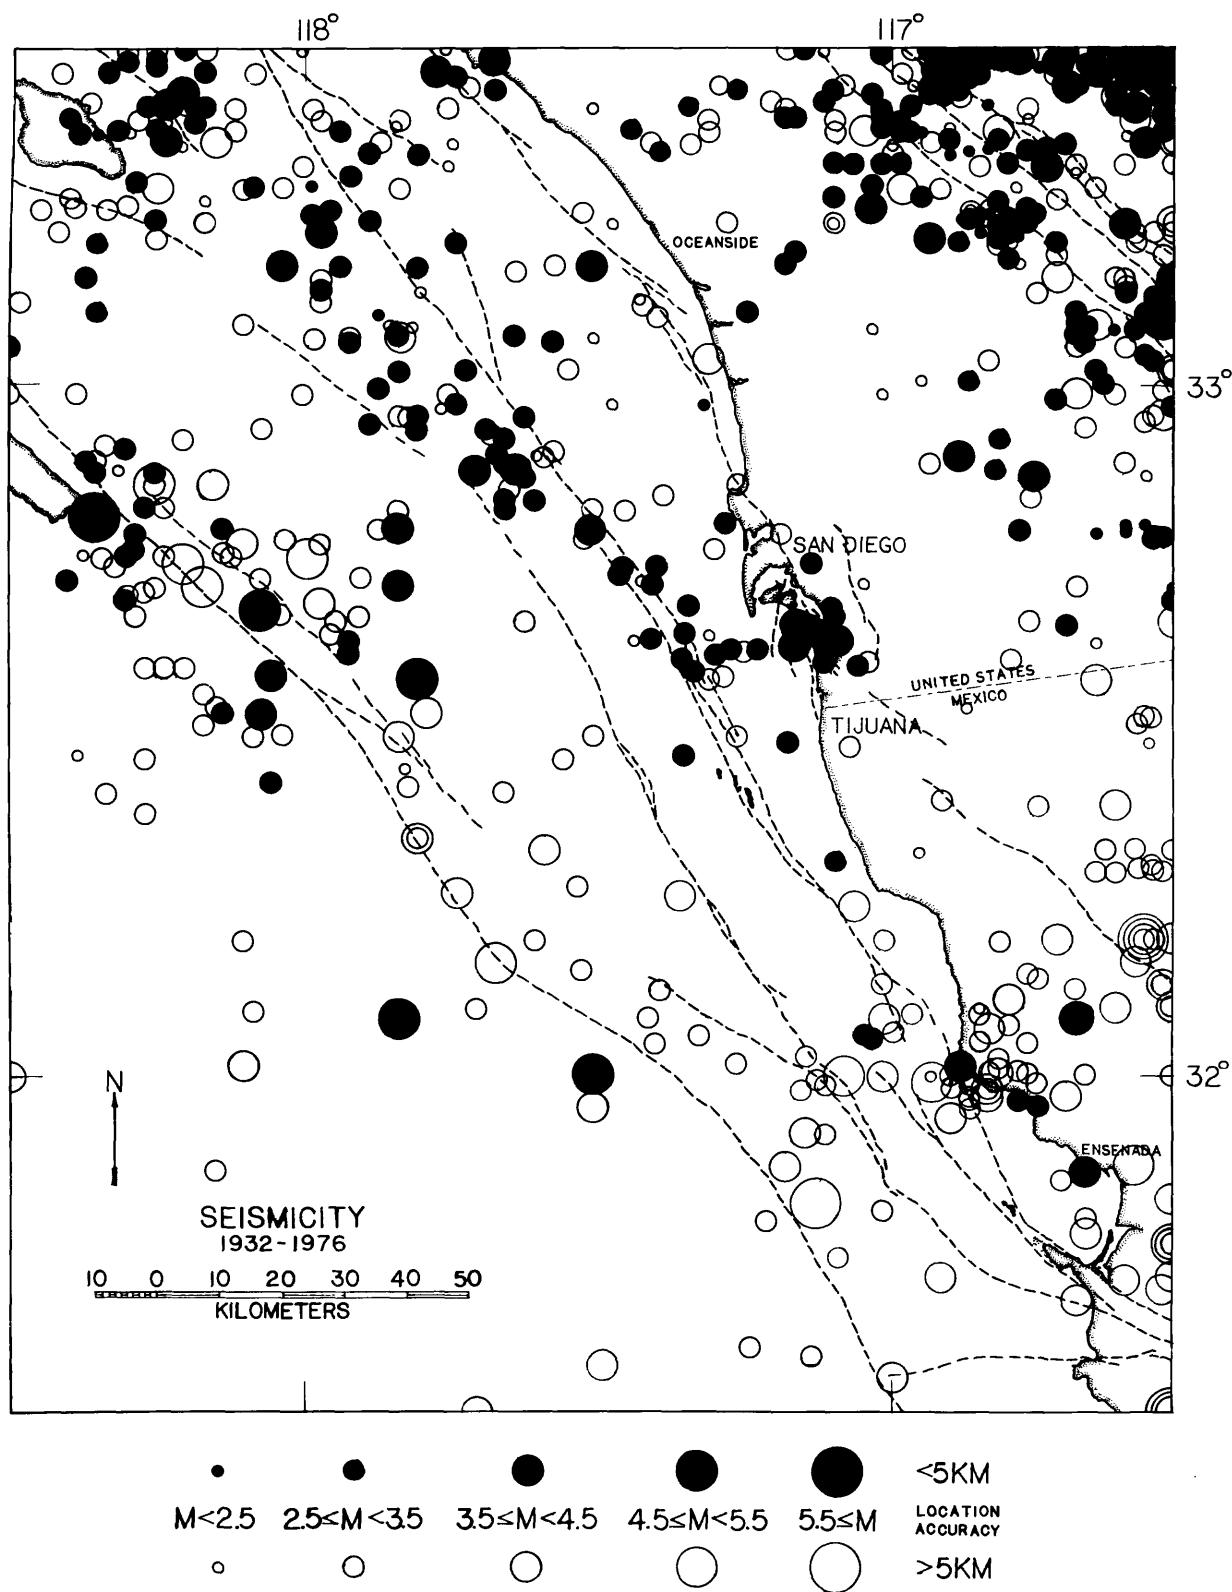 118° 117°
OCEANSIDE
33°
SAN DIEGO
UNITED STATES
MEXICO
TIJUANA
N
32°
ENSENADA
SEISMICITY
1932-1976
10 0 10 20 30 40 50
KILOMETERS
<5KM
M<2.5 2.5≤M<3.5 3.5≤M<4.5 4.5≤M<5.5 5.5≤M LOCATION
ACCURACY
>5KM